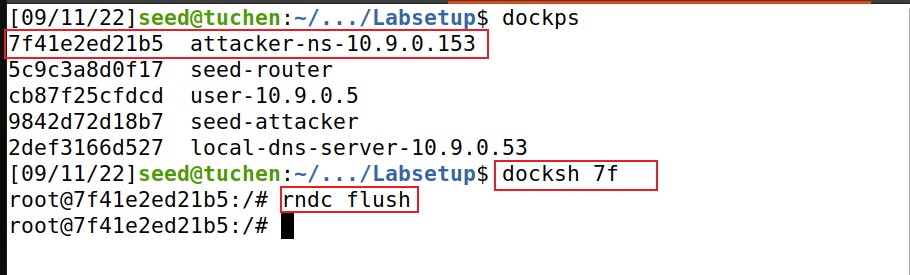 [09/11/22]seed@tuchen:~/.../Labsetup$ dockps
7f41e2ed21b5  attacker-ns-10.9.0.153
5c9c3a8d0f17  seed-router
cb87f25cfdcd  user-10.9.0.5
9842d72d18b7  seed-attacker
2def3166d527  local-dns-server-10.9.0.53
[09/11/22]seed@tuchen:~/.../Labsetup$ docksh 7f
root@7f41e2ed21b5:/# rndc flush
root@7f41e2ed21b5:/#